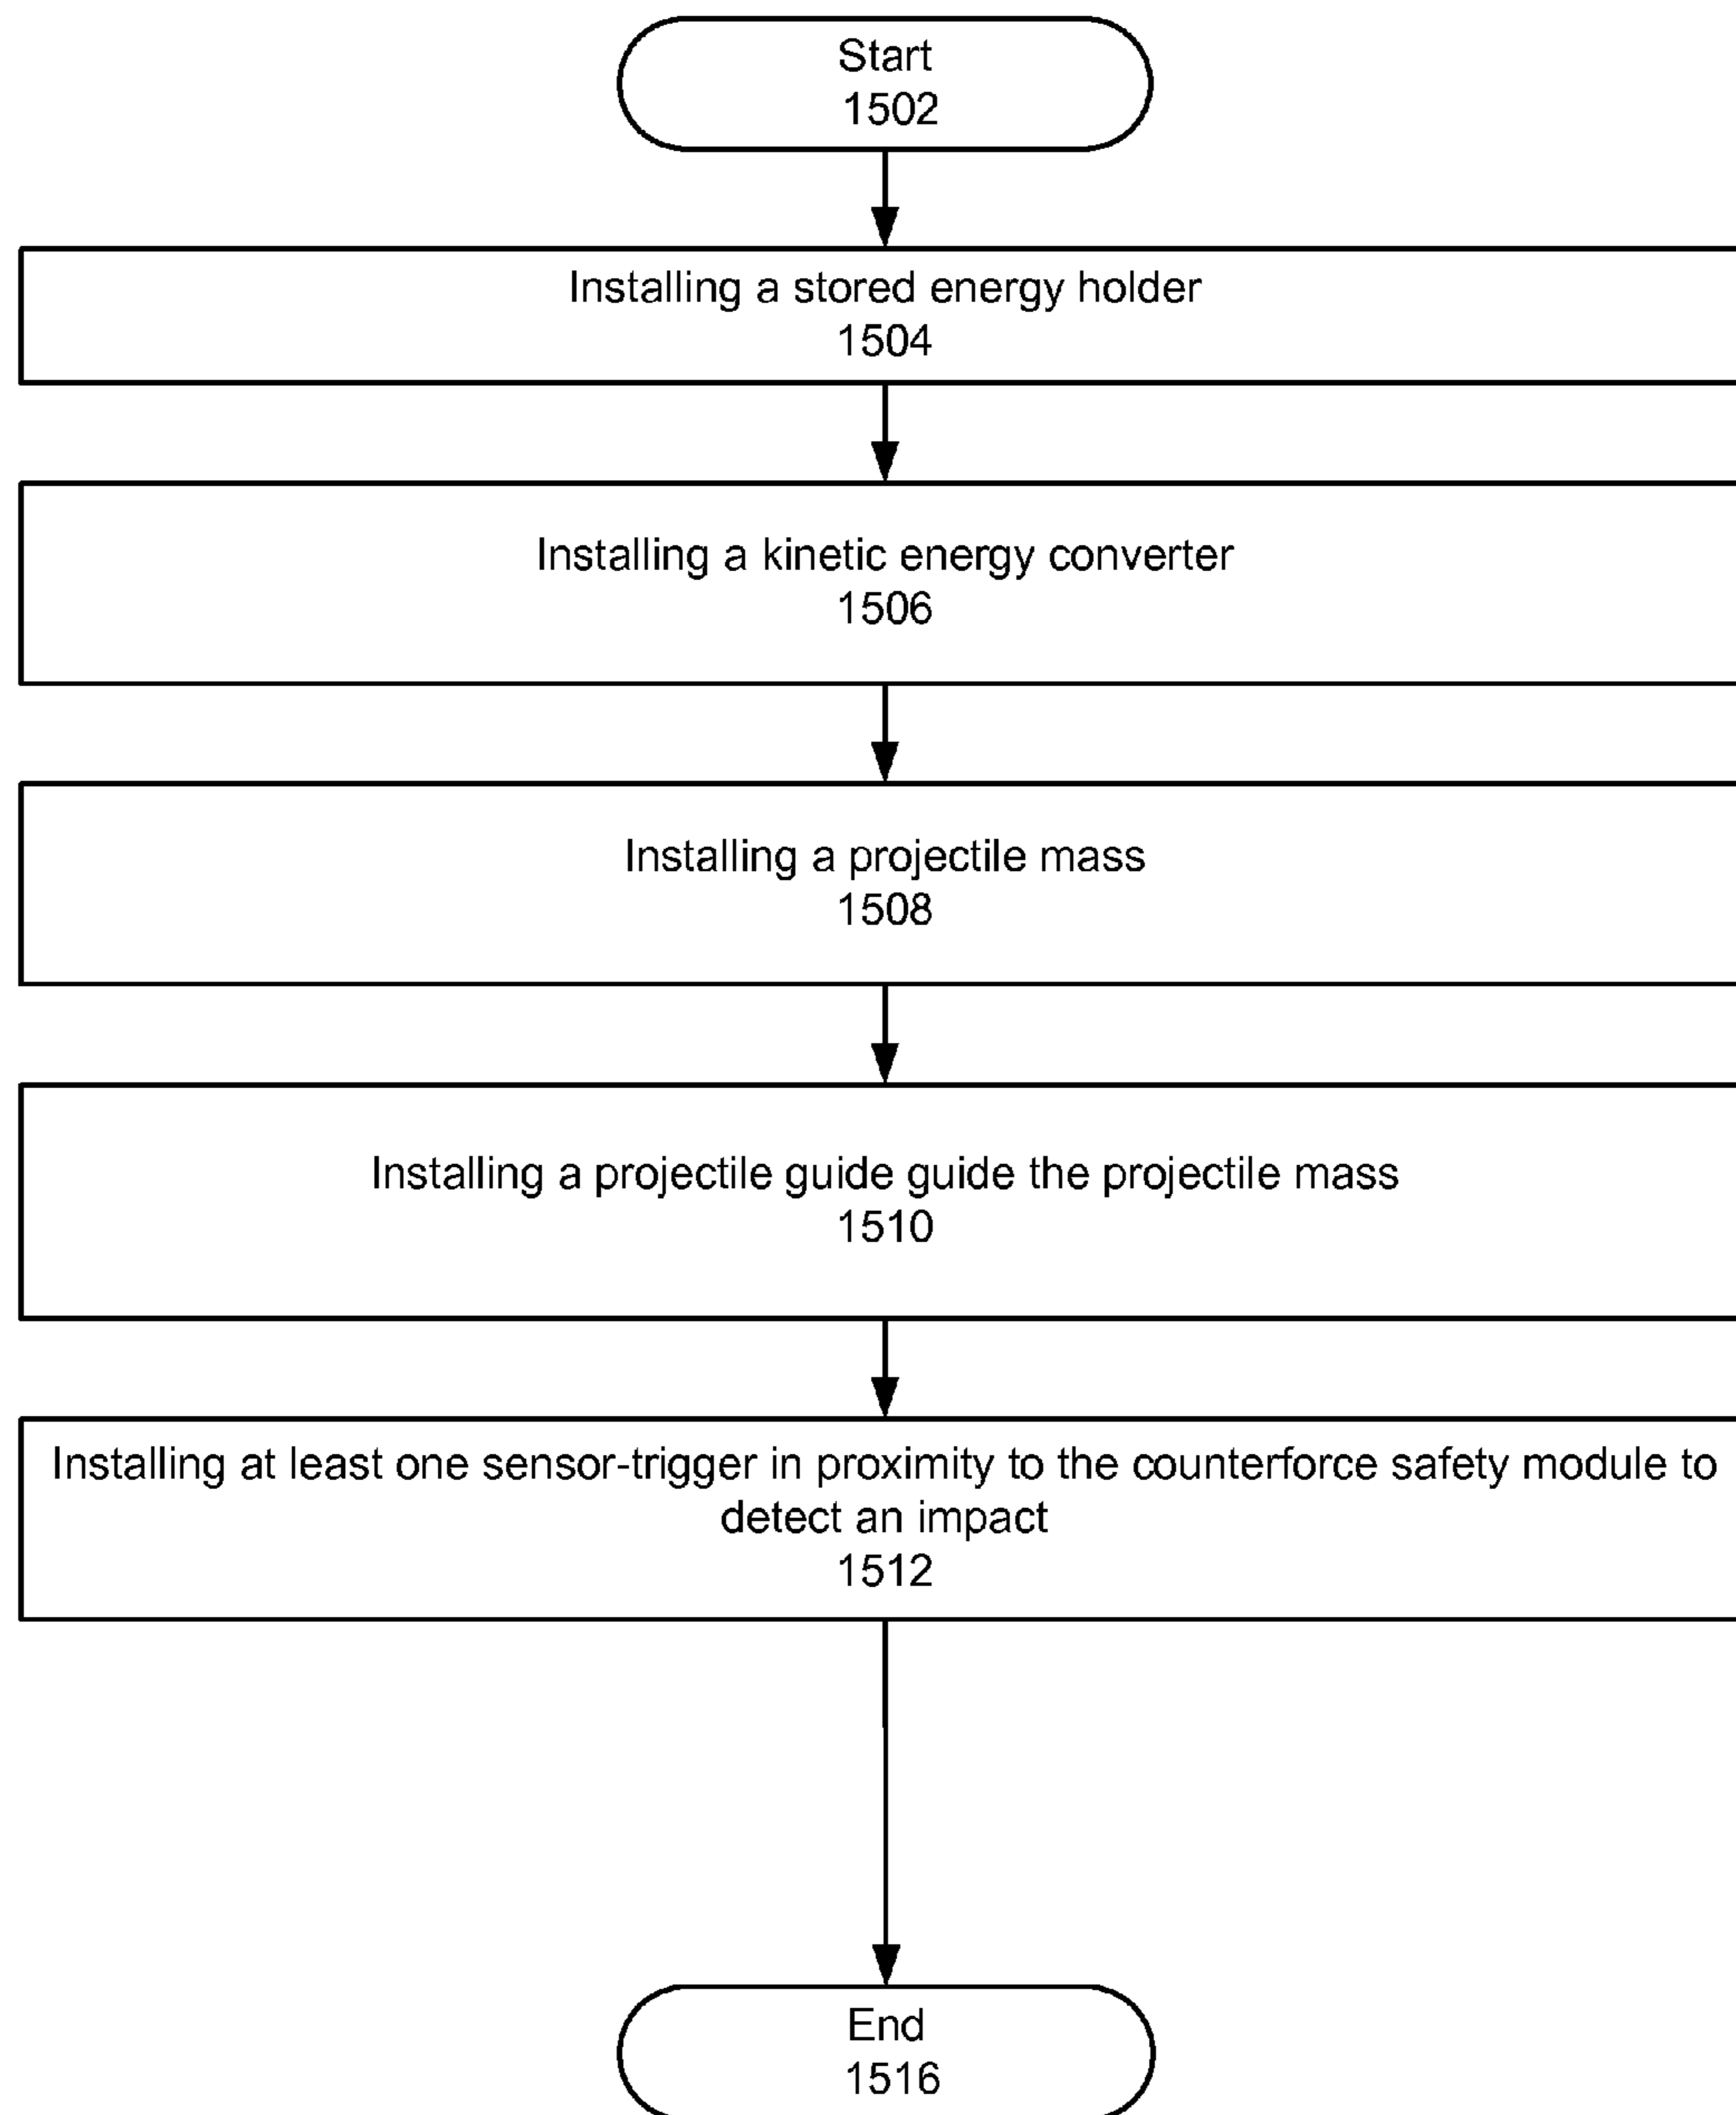 Start
1502
Installing a stored energy holder
1504
Installing a kinetic energy converter
1506
Installing a projectile mass
1508
Installing a projectile guide guide the projectile mass
1510
Installing at least one sensor-trigger in proximity to the counterforce safety module to
detect an impact
1512
End
1516